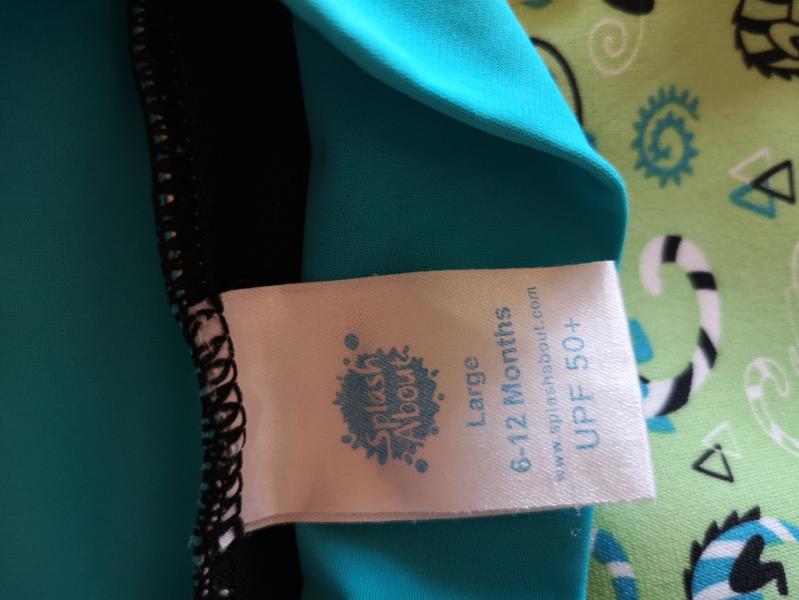 Splash
About
Large
6-12 Months
www.splashabout.com
UPF 50+